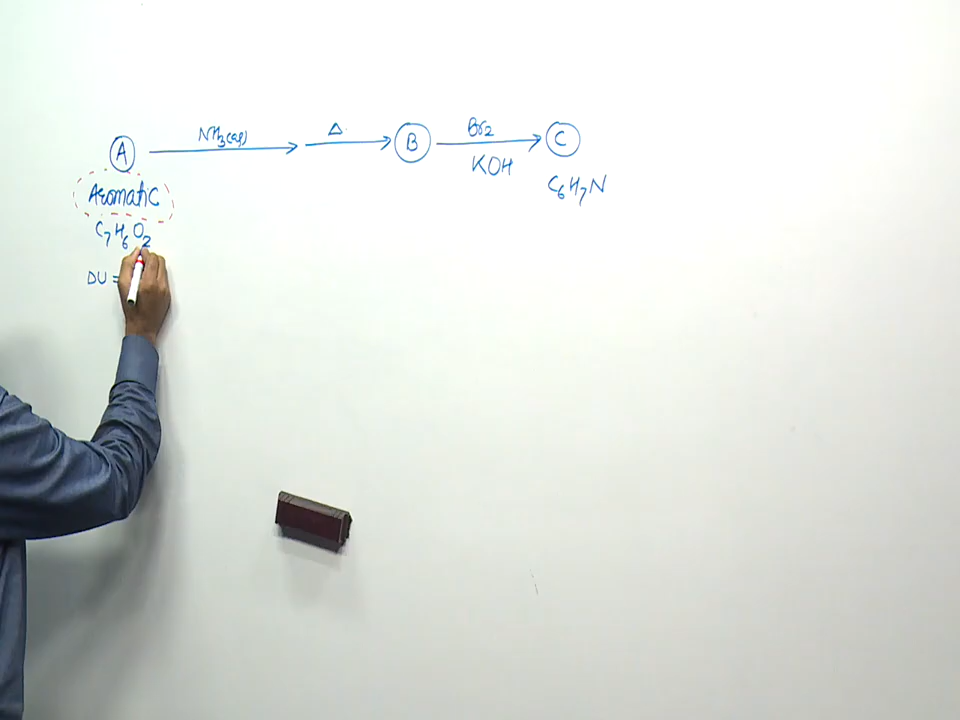 A NH3(aq) Δ B Br2 KOH C
Aromatic C6H7N
C7H6O2
DU =